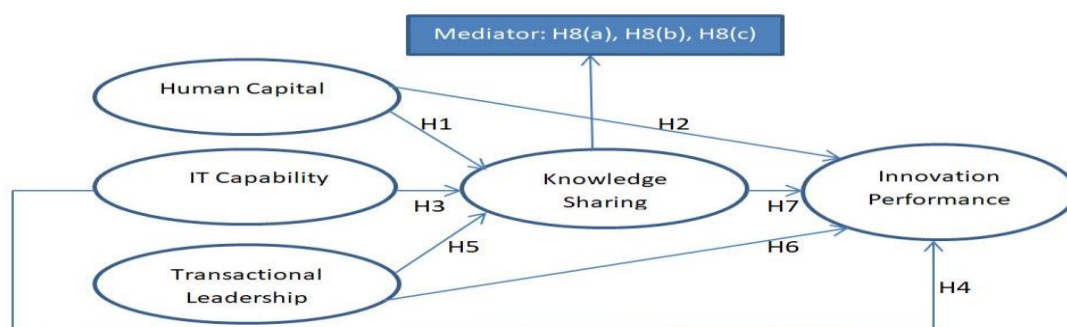 Mediator: H8(a), H8(b), H8(c)
Human Capital
H1
H2
IT Capability
H3
Knowledge
Sharing
H7
Innovation
Performance
H5
H6
Transactional
Leadership
H4